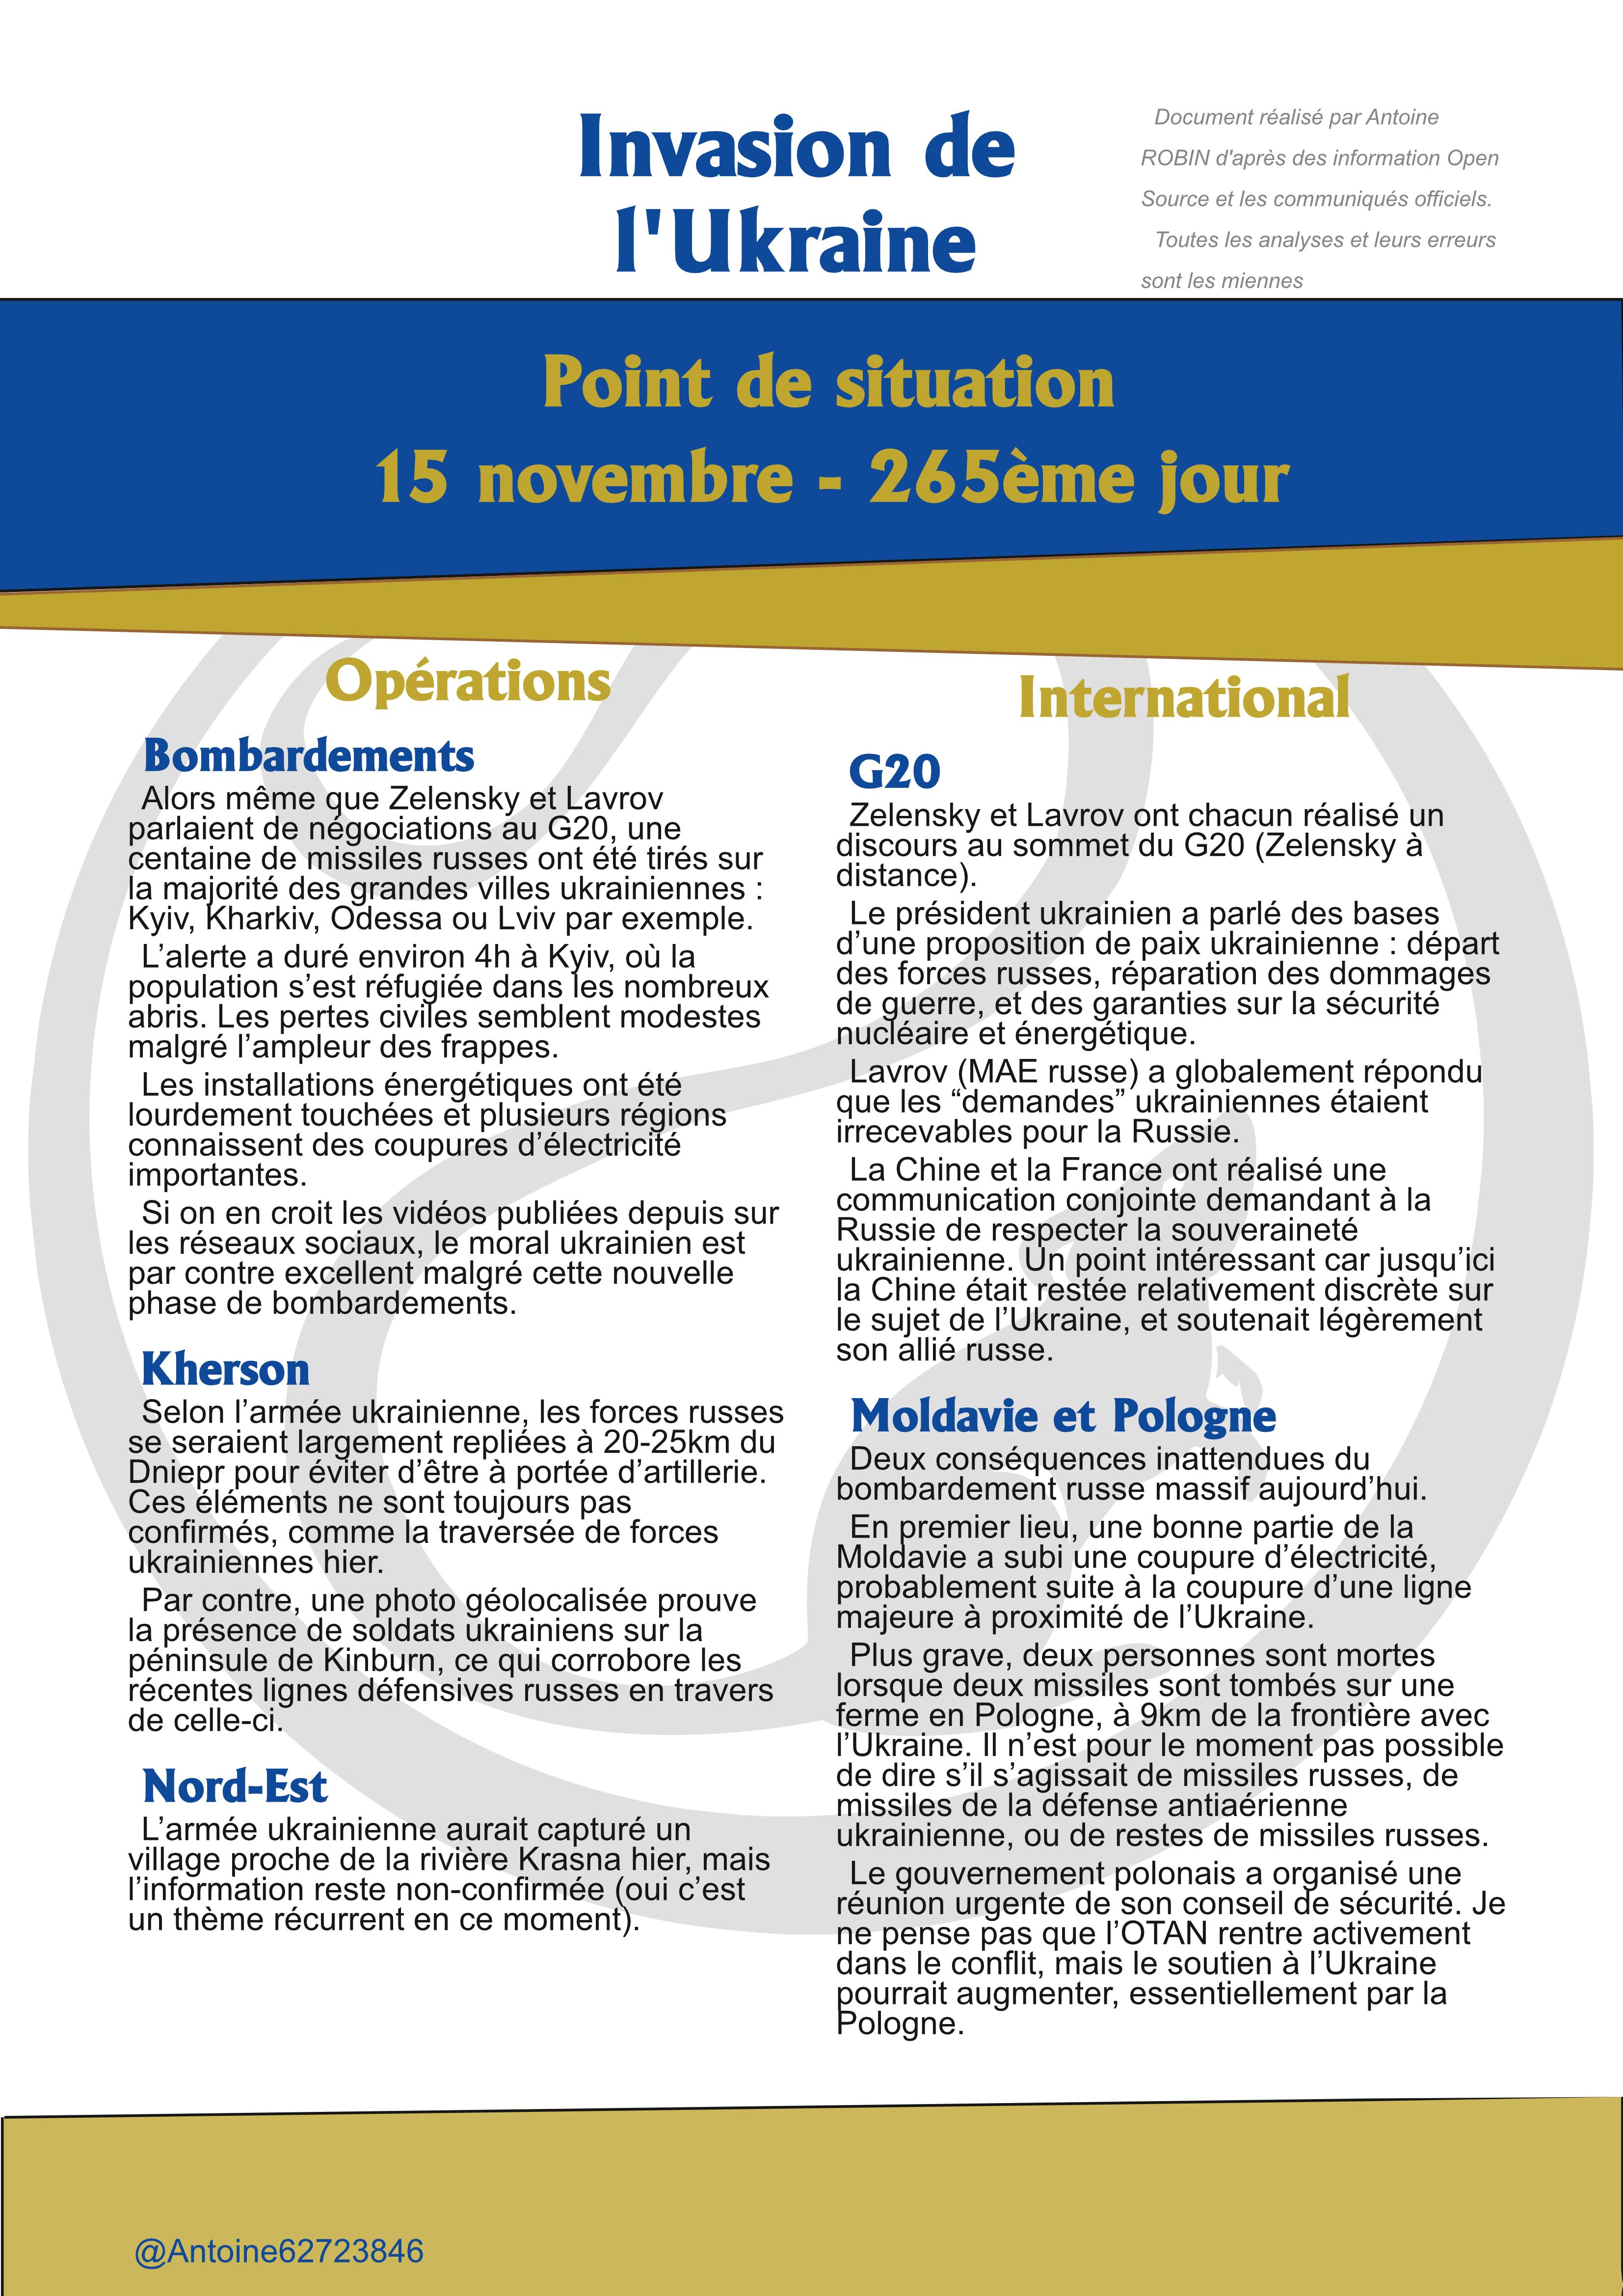 Invasion de
l'Ukraine
Document réalisé par Antoine
ROBIN d'après des information Open
Source et les communiqués officiels.
Toutes les analyses et leurs erreurs
sont les miennes
Point de situation
15 novembre - 265ème jour
Opérations
Bombardements
Alors même que Zelensky et Lavrov
parlaient de négociations au G20, une
centaine de missiles russes ont été tirés sur
la majorité des grandes villes ukrainiennes :
Kyiv, Kharkiv, Odessa ou Lviv par exemple.
L’alerte a duré environ 4h à Kyiv, où la
population s’est réfugiée dans les nombreux
abris. Les pertes civiles semblent modestes
malgré l’ampleur des frappes.
Les installations énergétiques ont été
lourdement touchées et plusieurs régions
connaissent des coupures d’électricité
importantes.
Si on en croit les vidéos publiées depuis sur
les réseaux sociaux, le moral ukrainien est
par contre excellent malgré cette nouvelle
phase de bombardements.
Kherson
Selon l’armée ukrainienne, les forces russes
se seraient largement repliées à 20-25km du
Dniepr pour éviter d’être à portée d’artillerie.
Ces éléments ne sont toujours pas
confirmés, comme la traversée de forces
ukrainiennes hier.
Par contre, une photo géolocalisée prouve
la présence de soldats ukrainiens sur la
péninsule de Kinburn, ce qui corrobore les
récentes lignes défensives russes en travers
de celle-ci.
Nord-Est
L’armée ukrainienne aurait capturé un
village proche de la rivière Krasna hier, mais
l’information reste non-confirmée (oui c’est
un thème récurrent en ce moment).
International
G20
Zelensky et Lavrov ont chacun réalisé un
discours au sommet du G20 (Zelensky à
distance).
Le président ukrainien a parlé des bases
d’une proposition de paix ukrainienne : départ
des forces russes, réparation des dommages
de guerre, et des garanties sur la sécurité
nucléaire et énergétique.
Lavrov (MAE russe) a globalement répondu
que les “demandes” ukrainiennes étaient
irrecevables pour la Russie.
La Chine et la France ont réalisé une
communication conjointe demandant à la
Russie de respecter la souveraineté
ukrainienne. Un point intéressant car jusqu’ici
la Chine était restée relativement discrète sur
le sujet de l’Ukraine, et soutenait légèrement
son allié russe.
Moldavie et Pologne
Deux conséquences inattendues du
bombardement russe massif aujourd’hui.
En premier lieu, une bonne partie de la
Moldavie a subi une coupure d’électricité,
probablement suite à la coupure d’une ligne
majeure à proximité de l’Ukraine.
Plus grave, deux personnes sont mortes
lorsque deux missiles sont tombés sur une
ferme en Pologne, à 9km de la frontière avec
l’Ukraine. Il n’est pour le moment pas possible
de dire s’il s’agissait de missiles russes, de
missiles de la défense antiaérienne
ukrainienne, ou de restes de missiles russes.
Le gouvernement polonais a organisé une
réunion urgente de son conseil de sécurité. Je
ne pense pas que l’OTAN rentre activement
dans le conflit, mais le soutien à l’Ukraine
pourrait augmenter, essentiellement par la
Pologne.
@Antoine62723846